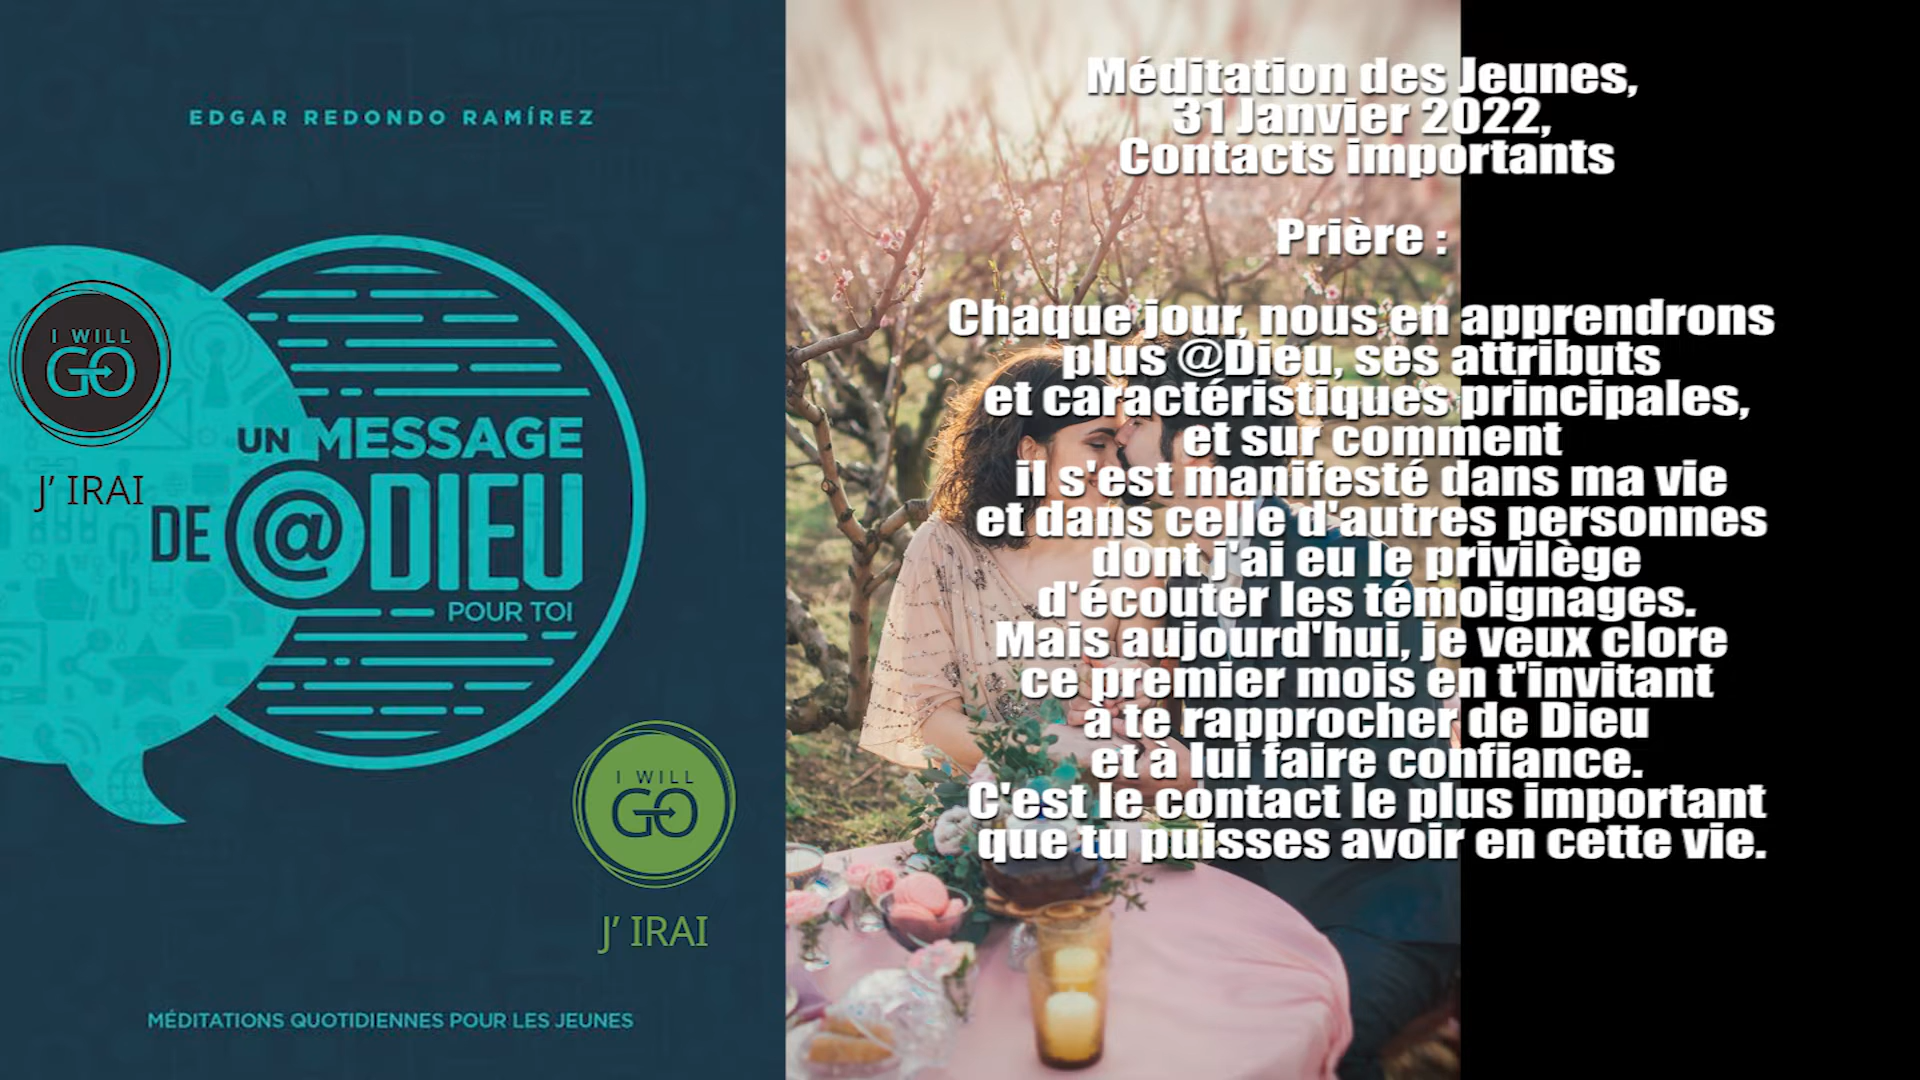 EDGAR REDONDO RAMÍREZ
I WILL
GO
J' IRAI
UN MESSAGE
DE @DIEU
POUR TOI
I WILL
GO
J' IRAI
MÉDITATIONS QUOTIDIENNES POUR LES JEUNES
Méditation des Jeunes,
31 Janvier 2022,
Contacts importants
Prière :
Chaque jour, nous en apprendrons
plus @Dieu, ses attributs
et caractéristiques principales,
et sur comment
il s'est manifesté dans ma vie
et dans celle d'autres personnes
dont j'ai eu le privilège
d'écouter les témoignages.
Mais aujourd'hui, je veux clore
ce premier mois en t'invitant
à te rapprocher de Dieu
et à lui faire confiance.
C'est le contact le plus important
que tu puisses avoir en cette vie.